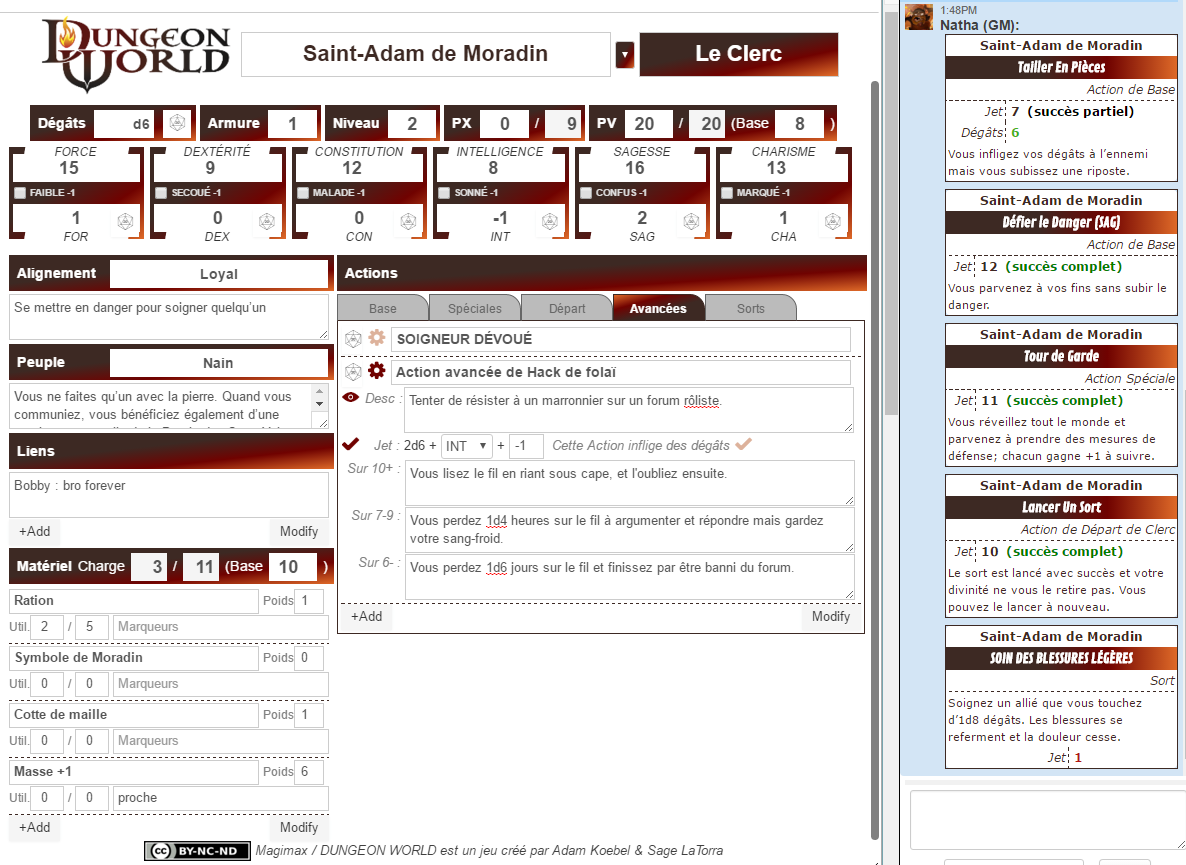 DUNGEON WORLD
Saint-Adam de Moradin
Le Clerc
Dégâts d6
Armure 1
Niveau 2
PX 0 / 9
PV 20 / 20 (Base 8 )
FORCE
15
FAIBLE -1
1
FOR
DEXTÉRITÉ
9
SECOUÉ -1
0
DEX
CONSTITUTION
12
MALADE -1
0
CON
INTELLIGENCE
8
SONNÉ -1
-1
INT
SAGESSE
16
CONFUS -1
2
SAG
CHARISME
13
MARQUÉ -1
1
CHA
Alignement Loyal
Se mettre en danger pour soigner quelqu'un
Peuple Nain
Vous ne faites qu'un avec la pierre. Quand vous
communiez, vous bénéficiez également d'une
Liens
Bobby : bro forever
+Add Modify
Matériel Charge 3 / 11 (Base 10 )
Ration Poids 1
Util. 2 / 5 Marqueurs
Symbole de Moradin Poids 0
Util. 0 / 0 Marqueurs
Cotte de maille Poids 1
Util. 0 / 0 Marqueurs
Masse +1 Poids 6
Util. 0 / 0 proche
+Add Modify
Actions
Base Spéciales Départ Avancées Sorts
SOIGNEUR DÉVOUÉ
Action avancée de Hack de folaï
Desc : Tenter de résister à un marronnier sur un forum rôliste.
Jet : 2d6 + INT + -1 Cette Action inflige des dégâts
Sur 10+ : Vous lisez le fil en riant sous cape, et l'oubliez ensuite.
Sur 7-9 : Vous perdez 1d4 heures sur le fil à argumenter et répondre mais gardez
votre sang-froid.
Sur 6- : Vous perdez 1d6 jours sur le fil et finissez par être banni du forum.
+Add Modify
CC BY-NC-ND Magimax / DUNGEON WORLD est un jeu créé par Adam Koebel & Sage LaTorra
1:48PM
Natha (GM):
Saint-Adam de Moradin
Tailler En Pièces
Action de Base
Jet 7 (succès partiel)
Dégâts 6
Vous infligez vos dégâts à l'ennemi
mais vous subissez une riposte.
Saint-Adam de Moradin
Défier le Danger (SAG)
Action de Base
Jet 12 (succès complet)
Vous parvenez à vos fins sans subir le
danger.
Saint-Adam de Moradin
Tour de Garde
Action Spéciale
Jet 11 (succès complet)
Vous réveillez tout le monde et
parvenez à prendre des mesures de
défense; chacun gagne +1 à suivre.
Saint-Adam de Moradin
Lancer Un Sort
Action de Départ de Clerc
Jet 10 (succès complet)
Le sort est lancé avec succès et votre
divinité ne vous le retire pas. Vous
pouvez le lancer à nouveau.
Saint-Adam de Moradin
SOIN DES BLESSURES LÉGÈRES
Sort
Soignez un allié que vous touchez
d'1d8 dégâts. Les blessures se
referment et la douleur cesse.
Jet 1